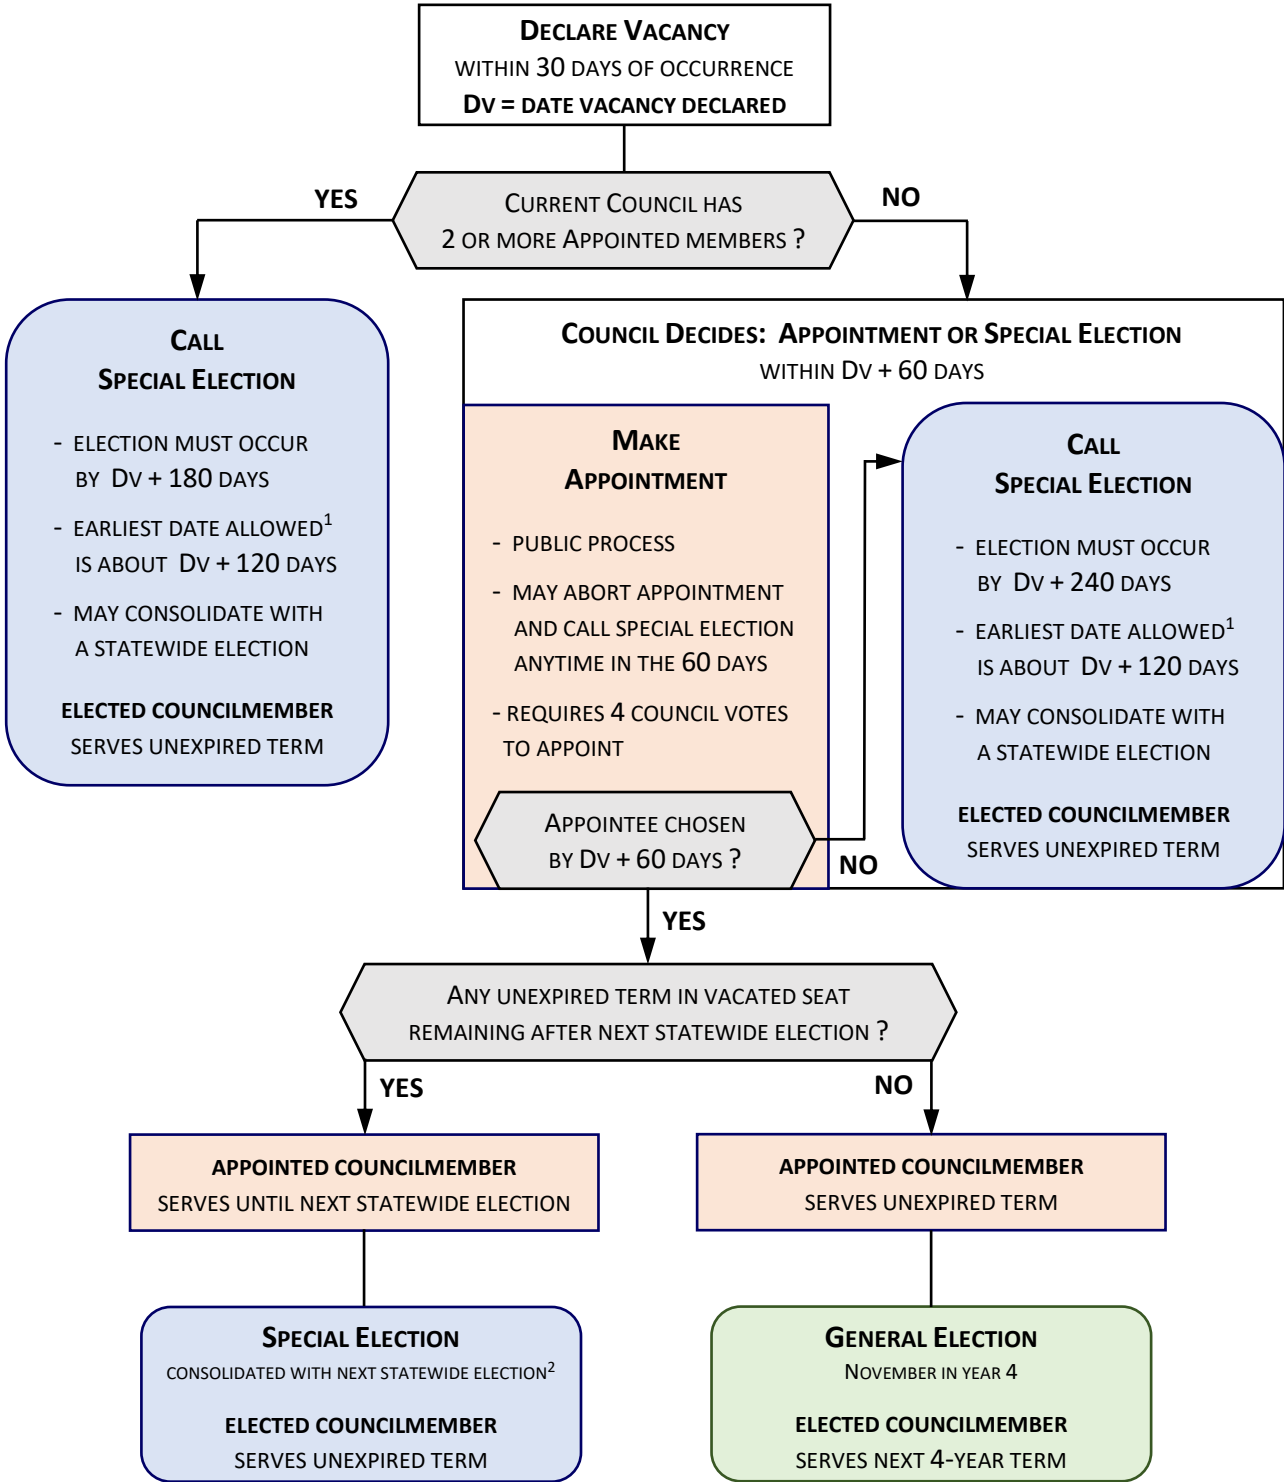 DECLARE VACANCY
WITHIN 30 DAYS OF OCCURRENCE
DV = DATE VACANCY DECLARED
YES
CURRENT COUNCIL HAS
2 OR MORE APPOINTED MEMBERS ?
NO
CALL
SPECIAL ELECTION
- ELECTION MUST OCCUR
BY DV + 180 DAYS
- EARLIEST DATE ALLOWED1
IS ABOUT DV + 120 DAYS
- MAY CONSOLIDATE WITH
A STATEWIDE ELECTION
ELECTED COUNCILMEMBER
SERVES UNEXPIRED TERM
COUNCIL DECIDES: APPOINTMENT OR SPECIAL ELECTION
WITHIN DV + 60 DAYS
MAKE
APPOINTMENT
- PUBLIC PROCESS
- MAY ABORT APPOINTMENT
AND CALL SPECIAL ELECTION
ANYTIME IN THE 60 DAYS
- REQUIRES 4 COUNCIL VOTES
TO APPOINT
APPOINTEE CHOSEN
BY DV + 60 DAYS ?
NO
CALL
SPECIAL ELECTION
- ELECTION MUST OCCUR
BY DV + 240 DAYS
- EARLIEST DATE ALLOWED1
IS ABOUT DV + 120 DAYS
- MAY CONSOLIDATE WITH
A STATEWIDE ELECTION
ELECTED COUNCILMEMBER
SERVES UNEXPIRED TERM
YES
ANY UNEXPIRED TERM IN VACATED SEAT
REMAINING AFTER NEXT STATEWIDE ELECTION ?
YES
NO
APPOINTED COUNCILMEMBER
SERVES UNTIL NEXT STATEWIDE ELECTION
APPOINTED COUNCILMEMBER
SERVES UNEXPIRED TERM
SPECIAL ELECTION
CONSOLIDATED WITH NEXT STATEWIDE ELECTION2
ELECTED COUNCILMEMBER
SERVES UNEXPIRED TERM
GENERAL ELECTION
NOVEMBER IN YEAR 4
ELECTED COUNCILMEMBER
SERVES NEXT 4-YEAR TERM